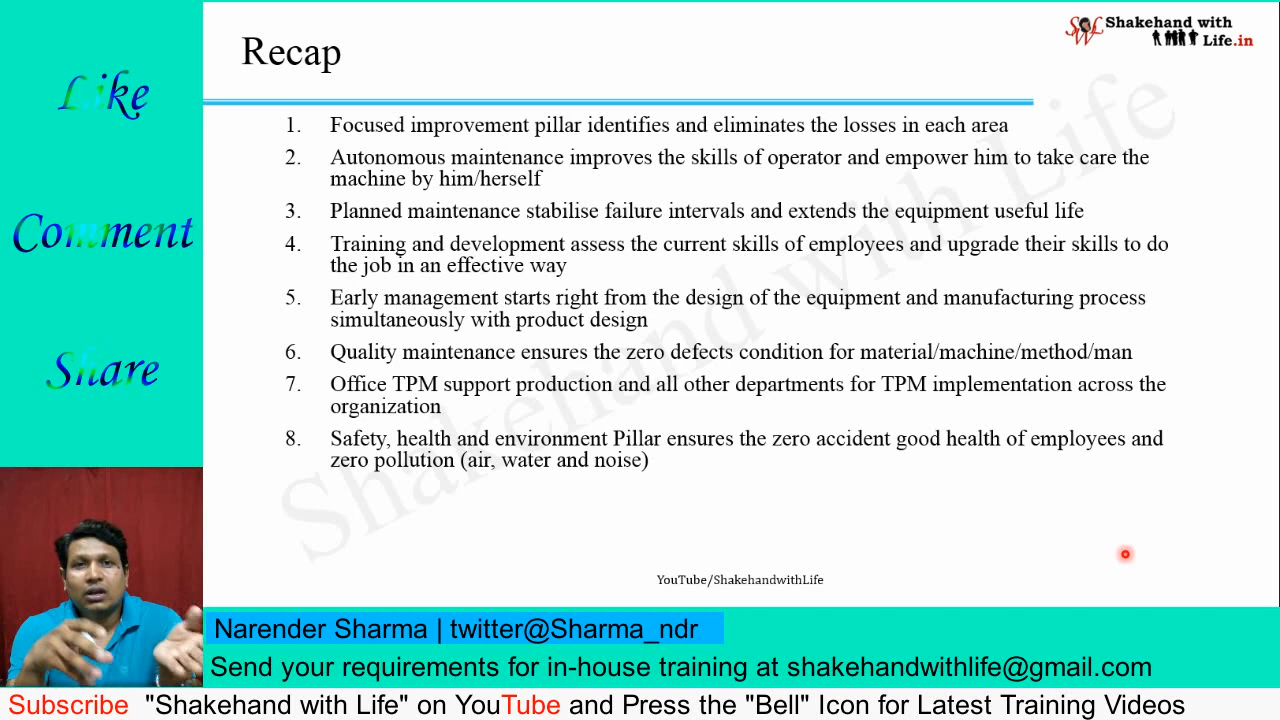 Recap
Shakehand with
Life.in
Like
Comment
Share
1. Focused improvement pillar identifies and eliminates the losses in each area
2. Autonomous maintenance improves the skills of operator and empower him to take care the
machine by him/herself
3. Planned maintenance stabilise failure intervals and extends the equipment useful life
4. Training and development assess the current skills of employees and upgrade their skills to do
the job in an effective way
5. Early management starts right from the design of the equipment and manufacturing process
simultaneously with product design
6. Quality maintenance ensures the zero defects condition for material/machine/method/man
7. Office TPM support production and all other departments for TPM implementation across the
organization
8. Safety, health and environment Pillar ensures the zero accident good health of employees and
zero pollution (air, water and noise)
Shakehand with Life
YouTube/ShakehandwithLife
Narender Sharma | twitter@Sharma_ndr
Send your requirements for in-house training at shakehandwithlife@gmail.com
Subscribe "Shakehand with Life" on YouTube and Press the "Bell" Icon for Latest Training Videos